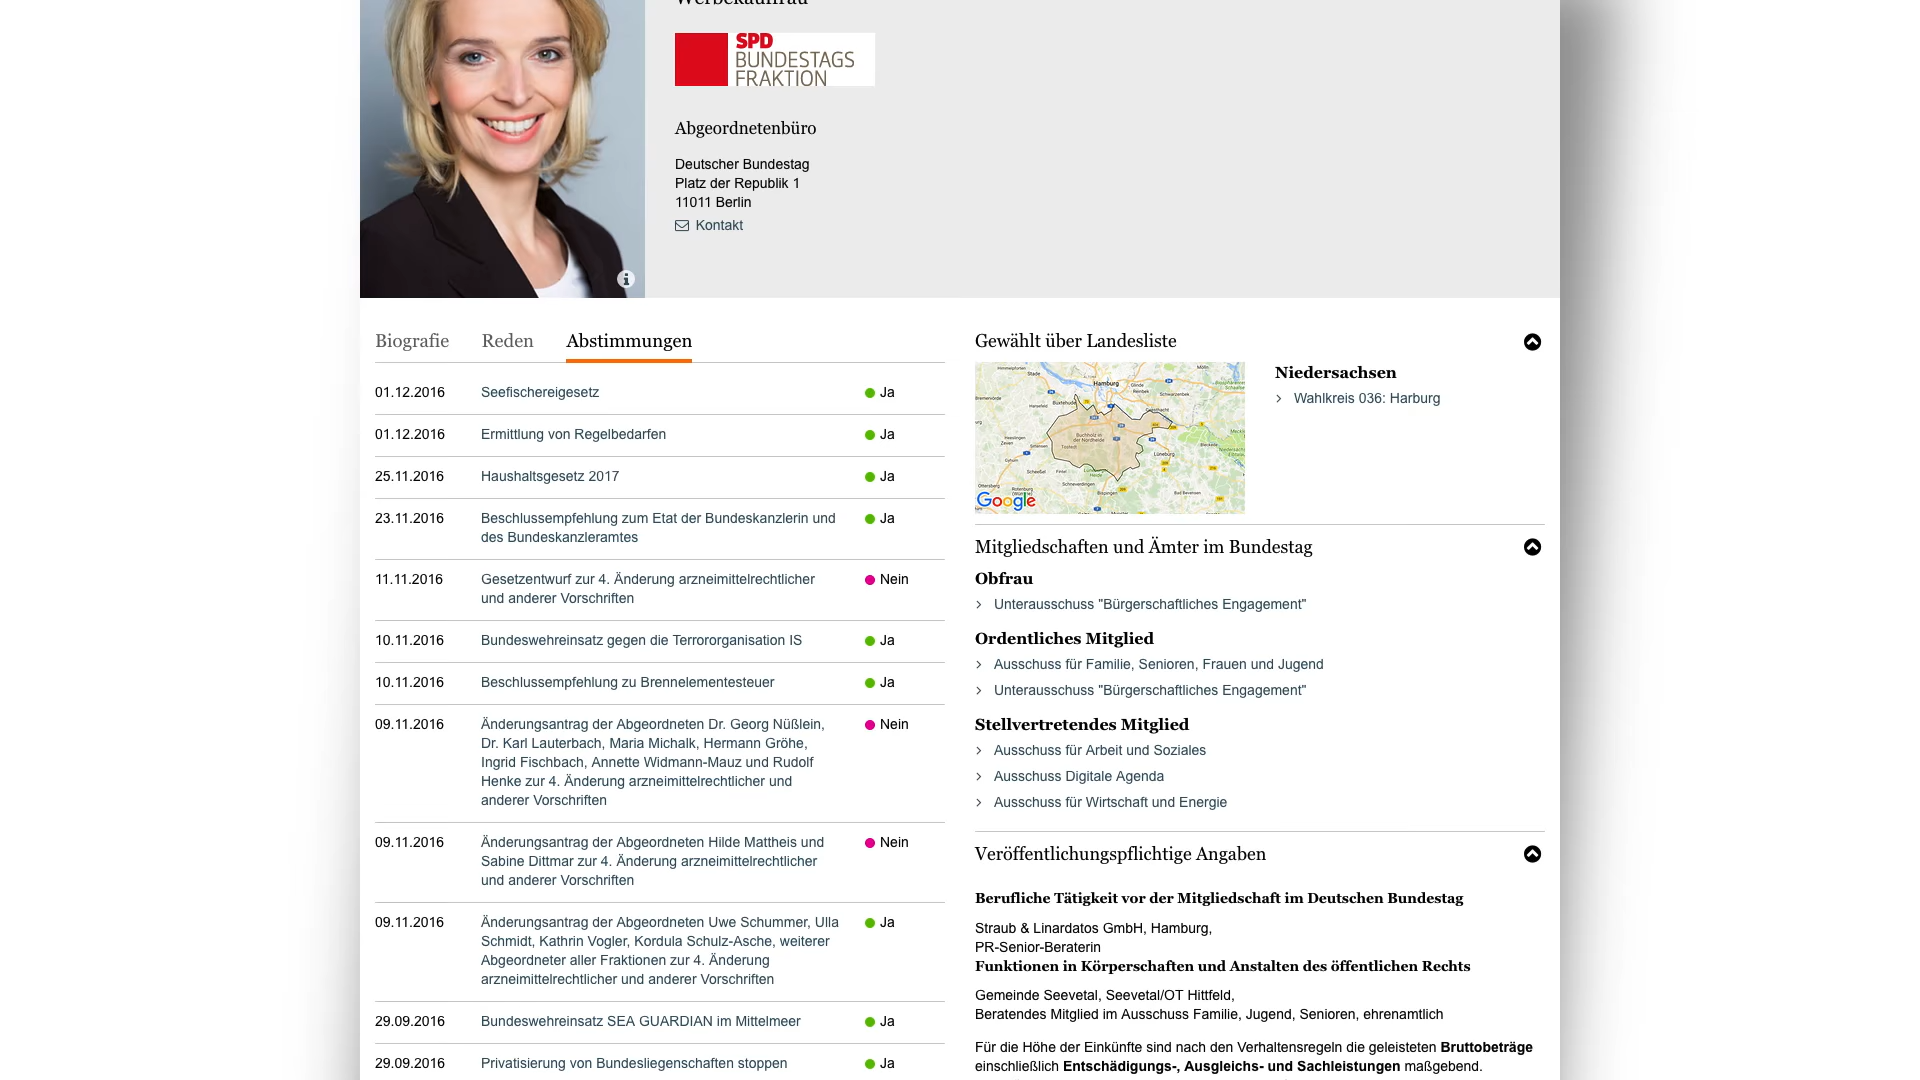 SPD
BUNDESTAGS
FRAKTION
Abgeordnetenbüro
Deutscher Bundestag
Platz der Republik 1
11011 Berlin
Kontakt
Biografie Reden Abstimmungen
01.12.2016 Seefischereigesetz Ja
01.12.2016 Ermittlung von Regelbedarfen Ja
25.11.2016 Haushaltsgesetz 2017 Ja
23.11.2016 Beschlussempfehlung zum Etat der Bundeskanzlerin und Ja
des Bundeskanzleramtes
11.11.2016 Gesetzentwurf zur 4. Änderung arzneimittelrechtlicher Nein
und anderer Vorschriften
10.11.2016 Bundeswehreinsatz gegen die Terrororganisation IS Ja
10.11.2016 Beschlussempfehlung zu Brennelementesteuer Ja
09.11.2016 Änderungsantrag der Abgeordneten Dr. Georg Nüßlein, Nein
Dr. Karl Lauterbach, Maria Michalk, Hermann Gröhe,
Ingrid Fischbach, Annette Widmann-Mauz und Rudolf
Henke zur 4. Änderung arzneimittelrechtlicher und
anderer Vorschriften
09.11.2016 Änderungsantrag der Abgeordneten Hilde Mattheis und Nein
Sabine Dittmar zur 4. Änderung arzneimittelrechtlicher
und anderer Vorschriften
09.11.2016 Änderungsantrag der Abgeordneten Uwe Schummer, Ulla Ja
Schmidt, Kathrin Vogler, Kordula Schulz-Asche, weiterer
Abgeordneter aller Fraktionen zur 4. Änderung
arzneimittelrechtlicher und anderer Vorschriften
29.09.2016 Bundeswehreinsatz SEA GUARDIAN im Mittelmeer Ja
29.09.2016 Privatisierung von Bundesliegenschaften stoppen Ja
Gewählt über Landesliste
Hamburg
Buxtehude
Buchholz in
der Nordheide
Lüneburg
Google
Niedersachsen
Wahlkreis 036: Harburg
Mitgliedschaften und Ämter im Bundestag
Obfrau
Unterausschuss "Bürgerschaftliches Engagement"
Ordentliches Mitglied
Ausschuss für Familie, Senioren, Frauen und Jugend
Unterausschuss "Bürgerschaftliches Engagement"
Stellvertretendes Mitglied
Ausschuss für Arbeit und Soziales
Ausschuss Digitale Agenda
Ausschuss für Wirtschaft und Energie
Veröffentlichungspflichtige Angaben
Berufliche Tätigkeit vor der Mitgliedschaft im Deutschen Bundestag
Straub & Linardatos GmbH, Hamburg,
PR-Senior-Beraterin
Funktionen in Körperschaften und Anstalten des öffentlichen Rechts
Gemeinde Seevetal, Seevetal/OT Hittfeld,
Beratendes Mitglied im Ausschuss Familie, Jugend, Senioren, ehrenamtlich
Für die Höhe der Einkünfte sind nach den Verhaltensregeln die geleisteten Bruttobeträge
einschließlich Entschädigungs-, Ausgleichs- und Sachleistungen maßgebend.